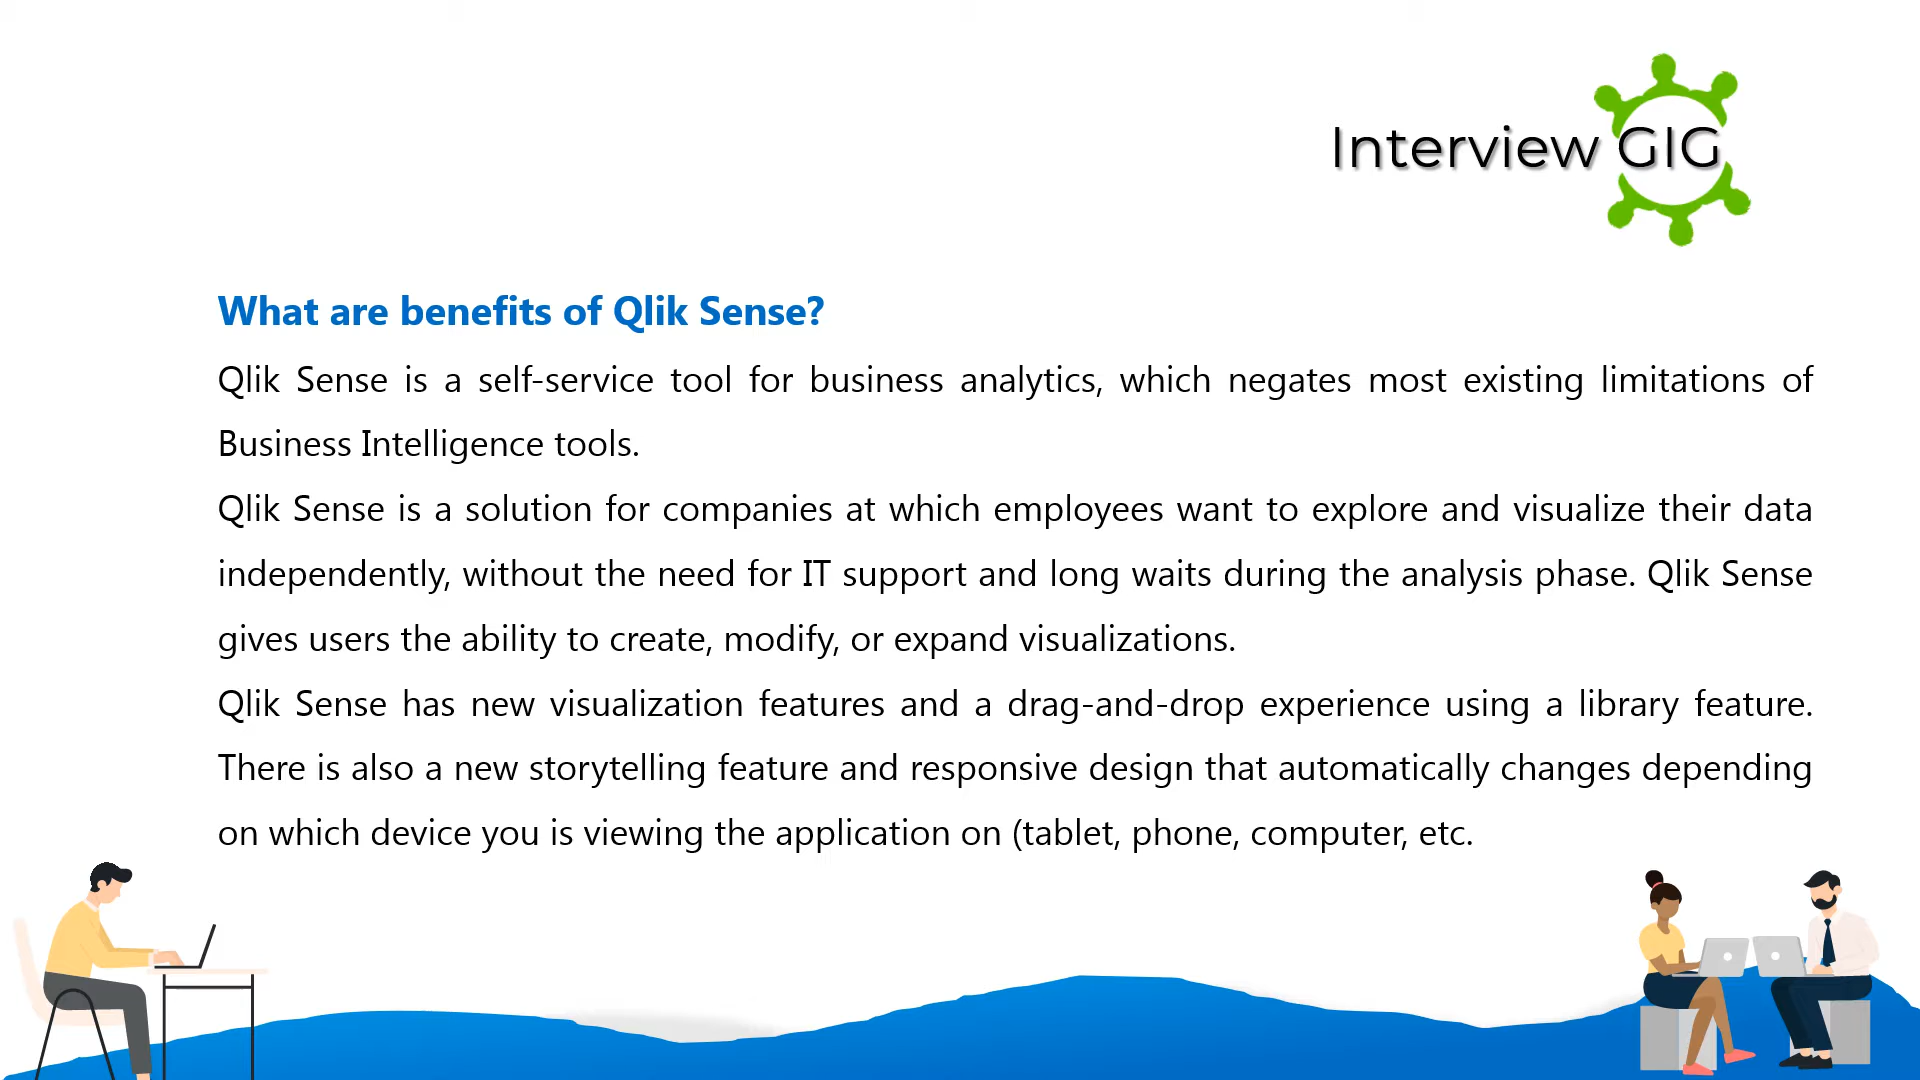 Interview GIG
What are benefits of Qlik Sense?
Qlik Sense is a self-service tool for business analytics, which negates most existing limitations of
Business Intelligence tools.
Qlik Sense is a solution for companies at which employees want to explore and visualize their data
independently, without the need for IT support and long waits during the analysis phase. Qlik Sense
gives users the ability to create, modify, or expand visualizations.
Qlik Sense has new visualization features and a drag-and-drop experience using a library feature.
There is also a new storytelling feature and responsive design that automatically changes depending
on which device you is viewing the application on (tablet, phone, computer, etc.